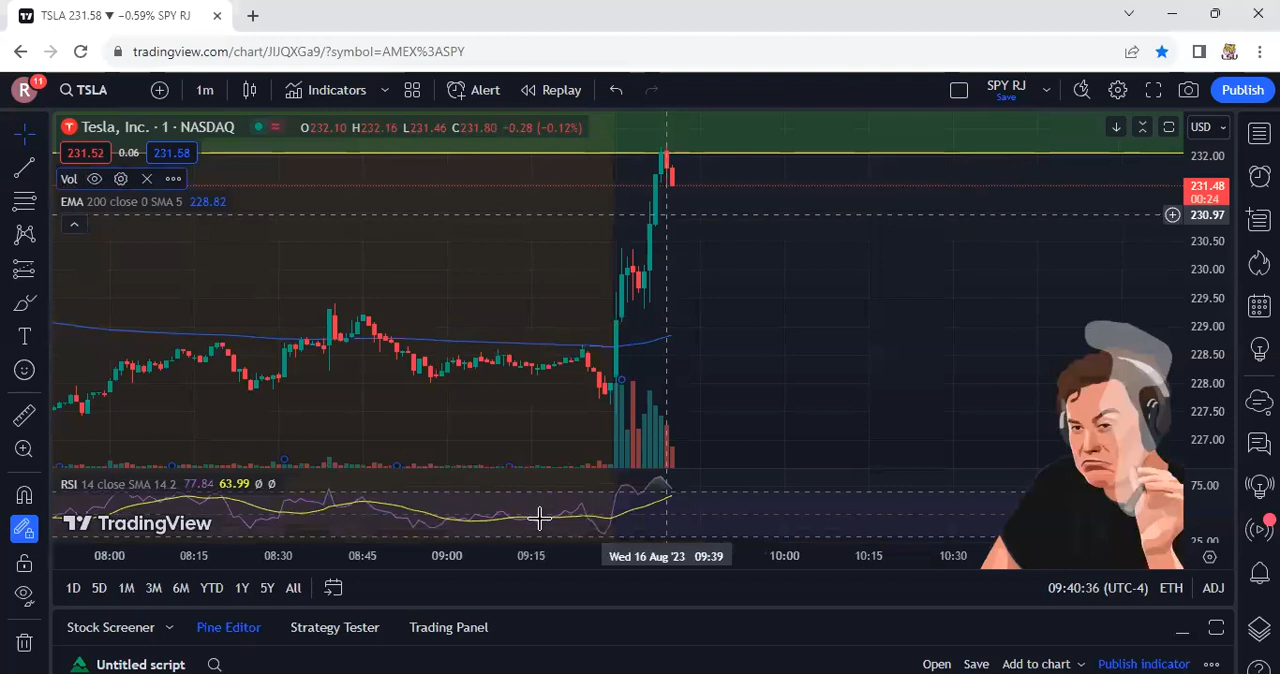 TSLA 231.58 ▼ −0.59% SPY RJ
tradingview.com/chart/JIJQXGa9/?symbol=AMEX%3ASPY
R 11 TSLA 1m Indicators Alert Replay SPY RJ Save Publish
T Tesla, Inc. · 1 · NASDAQ O232.10 H232.16 L231.46 C231.80 −0.28 (−0.12%) USD
231.52 0.06 231.58
232.00
Vol
231.48
00:24
EMA 200 close 0 SMA 5 228.82
230.97
230.50
230.00
229.50
229.00
228.50
228.00
227.50
227.00
RSI 14 close SMA 14 2 77.84 63.99 Ø Ø
75.00
TradingView
25.00
08:00 08:15 08:30 08:45 09:00 09:15 Wed 16 Aug '23 09:39 10:00 10:15 10:30
1D 5D 1M 3M 6M YTD 1Y 5Y All 09:40:36 (UTC-4) ETH ADJ
Stock Screener Pine Editor Strategy Tester Trading Panel
Untitled script Open Save Add to chart Publish indicator